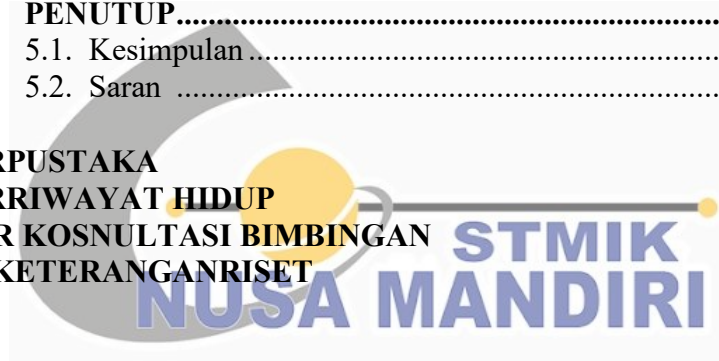 PENUTUP..........................................................................
5.1. Kesimpulan ................................................................
5.2. Saran ..........................................................................
RPUSTAKA
RRIWAYAT HIDUP
R KOSNULTASI BIMBINGAN
KETERANGANRISET
STMIK
NUSA MANDIRI